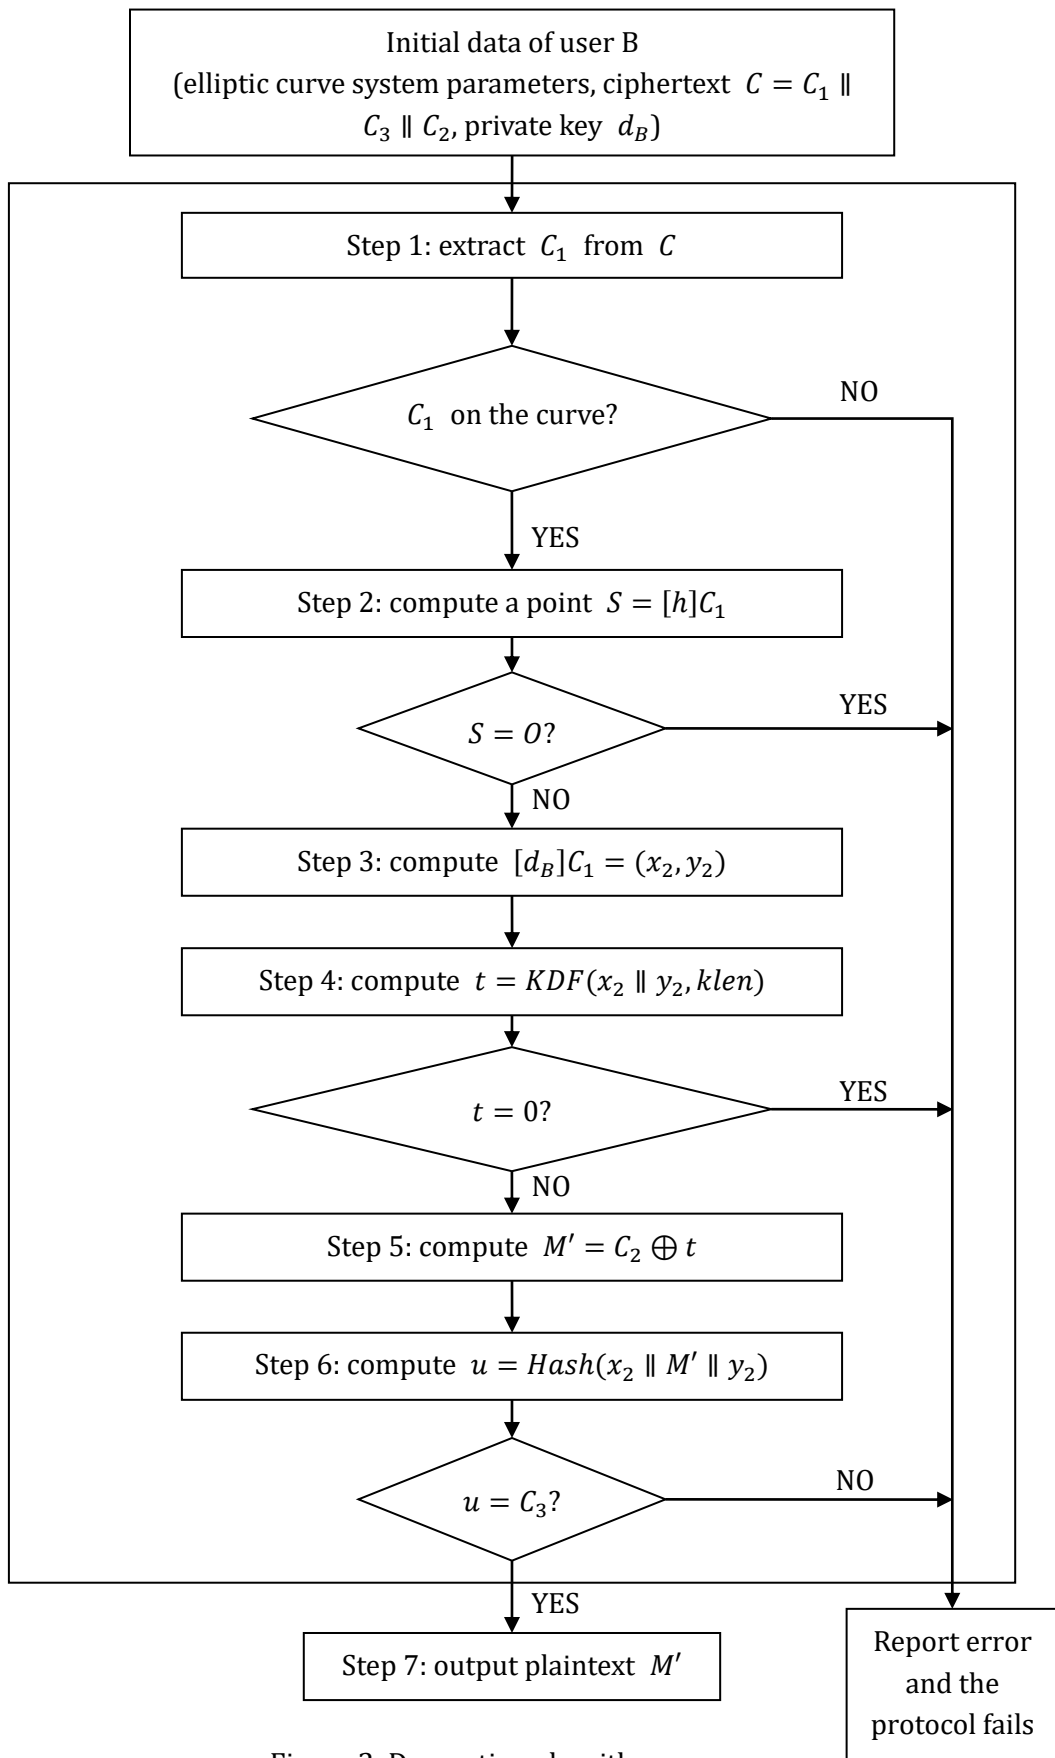 Initial data of user B
(elliptic curve system parameters, ciphertext C = C₁ ∥
C₃ ∥ C₂, private key d_B)
Step 1: extract C₁ from C
C₁ on the curve?
NO
YES
Step 2: compute a point S = [h]C₁
S = O?
YES
NO
Step 3: compute [d_B]C₁ = (x₂, y₂)
Step 4: compute t = KDF(x₂ ∥ y₂, klen)
t = 0?
YES
NO
Step 5: compute M′ = C₂ ⊕ t
Step 6: compute u = Hash(x₂ ∥ M′ ∥ y₂)
u = C₃?
NO
YES
Step 7: output plaintext M′
Report error
and the
protocol fails